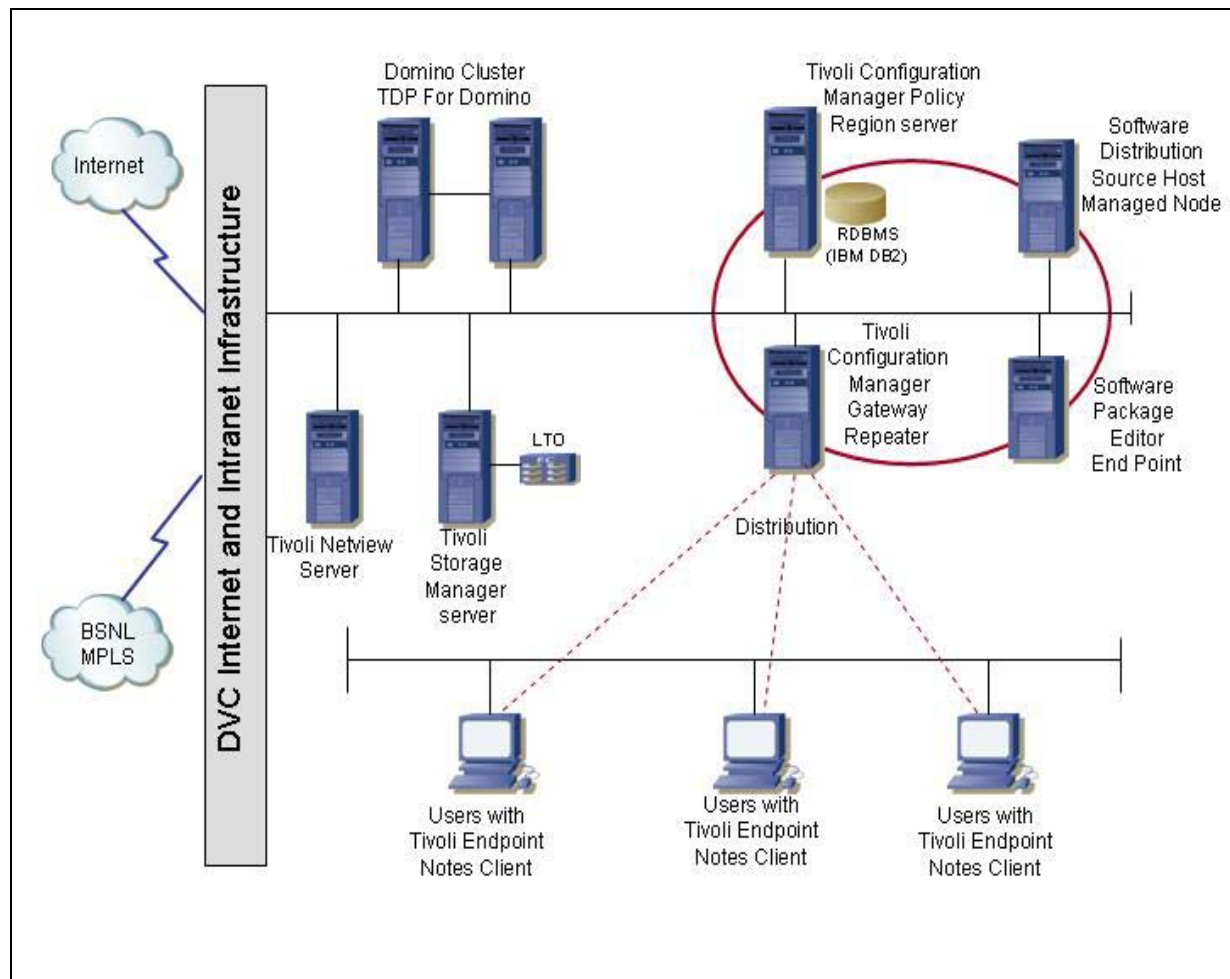 Domino Cluster
TDP For Domino
Tivoli Configuration
Manager Policy
Region server
Software
Distribution
Source Host
Managed Node
Internet
RDBMS
(IBM DB2)
DVC Internet and Intranet Infrastructure
Tivoli
Configuration
Manager
Gateway
Repeater
Software
Package
Editor
End Point
LTO
Tivoli Netview
Server
Tivoli
Storage
Manager
server
Distribution
BSNL
MPLS
Users with
Tivoli Endpoint
Notes Client
Users with
Tivoli Endpoint
Notes Client
Users with
Tivoli Endpoint
Notes Client